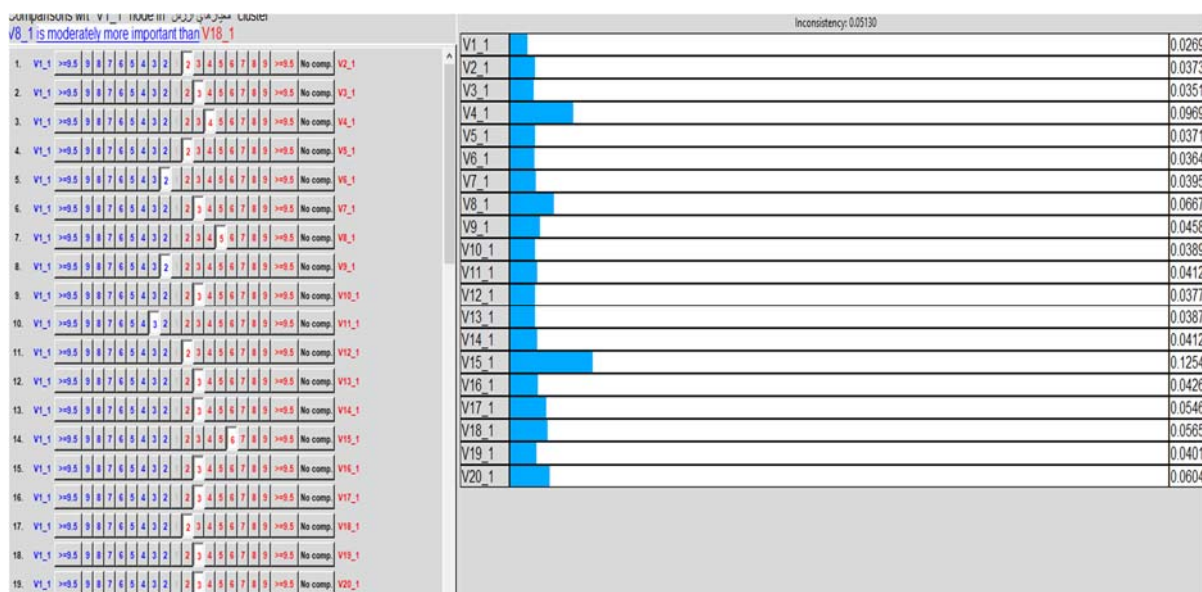 Comparisons wrt "V1_1" node in "معیارهای ارزش" cluster
V8_1 is moderately more important than V18_1
1. V1_1 >=9.5 9 8 7 6 5 4 3 2 2 3 4 5 6 7 8 9 >=9.5 No comp. V2_1
2. V1_1 >=9.5 9 8 7 6 5 4 3 2 2 3 4 5 6 7 8 9 >=9.5 No comp. V3_1
3. V1_1 >=9.5 9 8 7 6 5 4 3 2 2 3 4 5 6 7 8 9 >=9.5 No comp. V4_1
4. V1_1 >=9.5 9 8 7 6 5 4 3 2 2 3 4 5 6 7 8 9 >=9.5 No comp. V5_1
5. V1_1 >=9.5 9 8 7 6 5 4 3 2 2 3 4 5 6 7 8 9 >=9.5 No comp. V6_1
6. V1_1 >=9.5 9 8 7 6 5 4 3 2 2 3 4 5 6 7 8 9 >=9.5 No comp. V7_1
7. V1_1 >=9.5 9 8 7 6 5 4 3 2 2 3 4 5 6 7 8 9 >=9.5 No comp. V8_1
8. V1_1 >=9.5 9 8 7 6 5 4 3 2 2 3 4 5 6 7 8 9 >=9.5 No comp. V9_1
9. V1_1 >=9.5 9 8 7 6 5 4 3 2 2 3 4 5 6 7 8 9 >=9.5 No comp. V10_1
10. V1_1 >=9.5 9 8 7 6 5 4 3 2 2 3 4 5 6 7 8 9 >=9.5 No comp. V11_1
11. V1_1 >=9.5 9 8 7 6 5 4 3 2 2 3 4 5 6 7 8 9 >=9.5 No comp. V12_1
12. V1_1 >=9.5 9 8 7 6 5 4 3 2 2 3 4 5 6 7 8 9 >=9.5 No comp. V13_1
13. V1_1 >=9.5 9 8 7 6 5 4 3 2 2 3 4 5 6 7 8 9 >=9.5 No comp. V14_1
14. V1_1 >=9.5 9 8 7 6 5 4 3 2 2 3 4 5 6 7 8 9 >=9.5 No comp. V15_1
15. V1_1 >=9.5 9 8 7 6 5 4 3 2 2 3 4 5 6 7 8 9 >=9.5 No comp. V16_1
16. V1_1 >=9.5 9 8 7 6 5 4 3 2 2 3 4 5 6 7 8 9 >=9.5 No comp. V17_1
17. V1_1 >=9.5 9 8 7 6 5 4 3 2 2 3 4 5 6 7 8 9 >=9.5 No comp. V18_1
18. V1_1 >=9.5 9 8 7 6 5 4 3 2 2 3 4 5 6 7 8 9 >=9.5 No comp. V19_1
19. V1_1 >=9.5 9 8 7 6 5 4 3 2 2 3 4 5 6 7 8 9 >=9.5 No comp. V20_1
Inconsistency: 0.05130
V1_1 0.0269
V2_1 0.0373
V3_1 0.0351
V4_1 0.0969
V5_1 0.0371
V6_1 0.0364
V7_1 0.0395
V8_1 0.0667
V9_1 0.0458
V10_1 0.0389
V11_1 0.0412
V12_1 0.0377
V13_1 0.0387
V14_1 0.0412
V15_1 0.1254
V16_1 0.0426
V17_1 0.0546
V18_1 0.0565
V19_1 0.0401
V20_1 0.0604